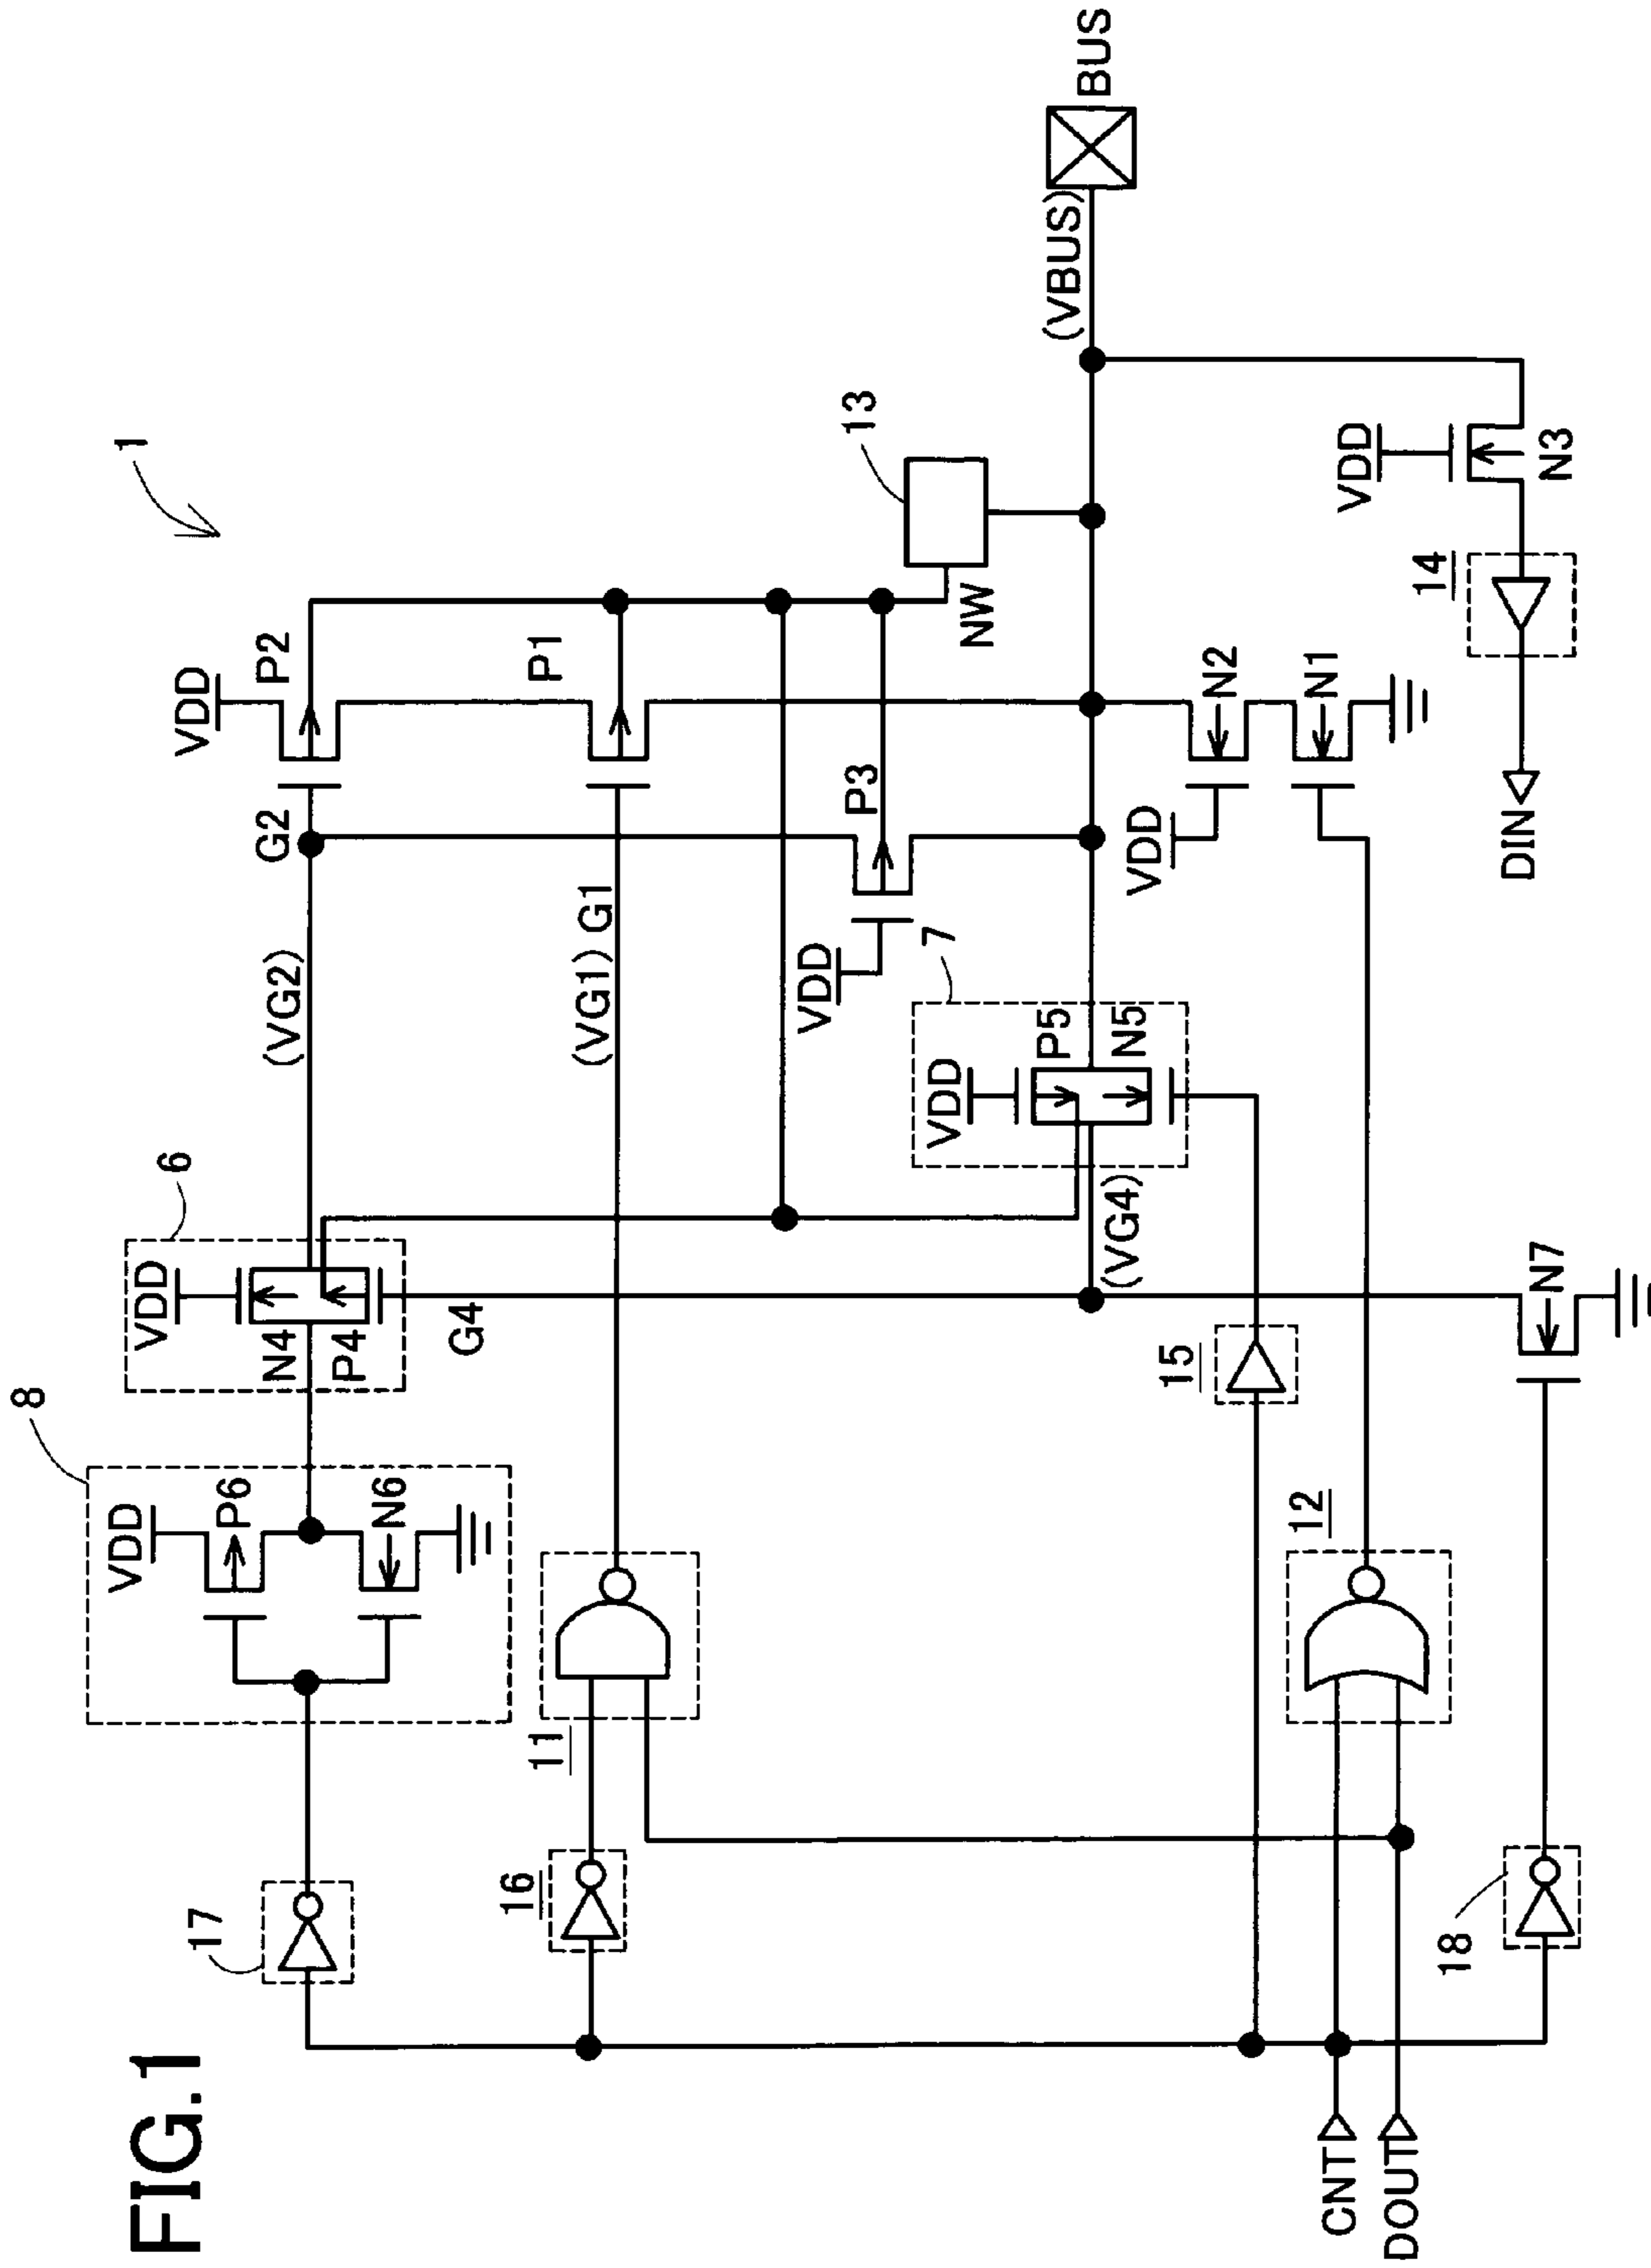 FIG.1
1
8
VDD
P6
N6
6
VDD
N4
P4
G4
(VG2)
G2
VDD
P2
17
16
11
(VG1) G1
P1
VDD
P3
13
NW
7
VDD
P5
N5
(VG4)
(VBUS)
BUS
15
VDD
N2
N1
12
VDD
N3
14
DIN
CNT
DOUT
18
N7